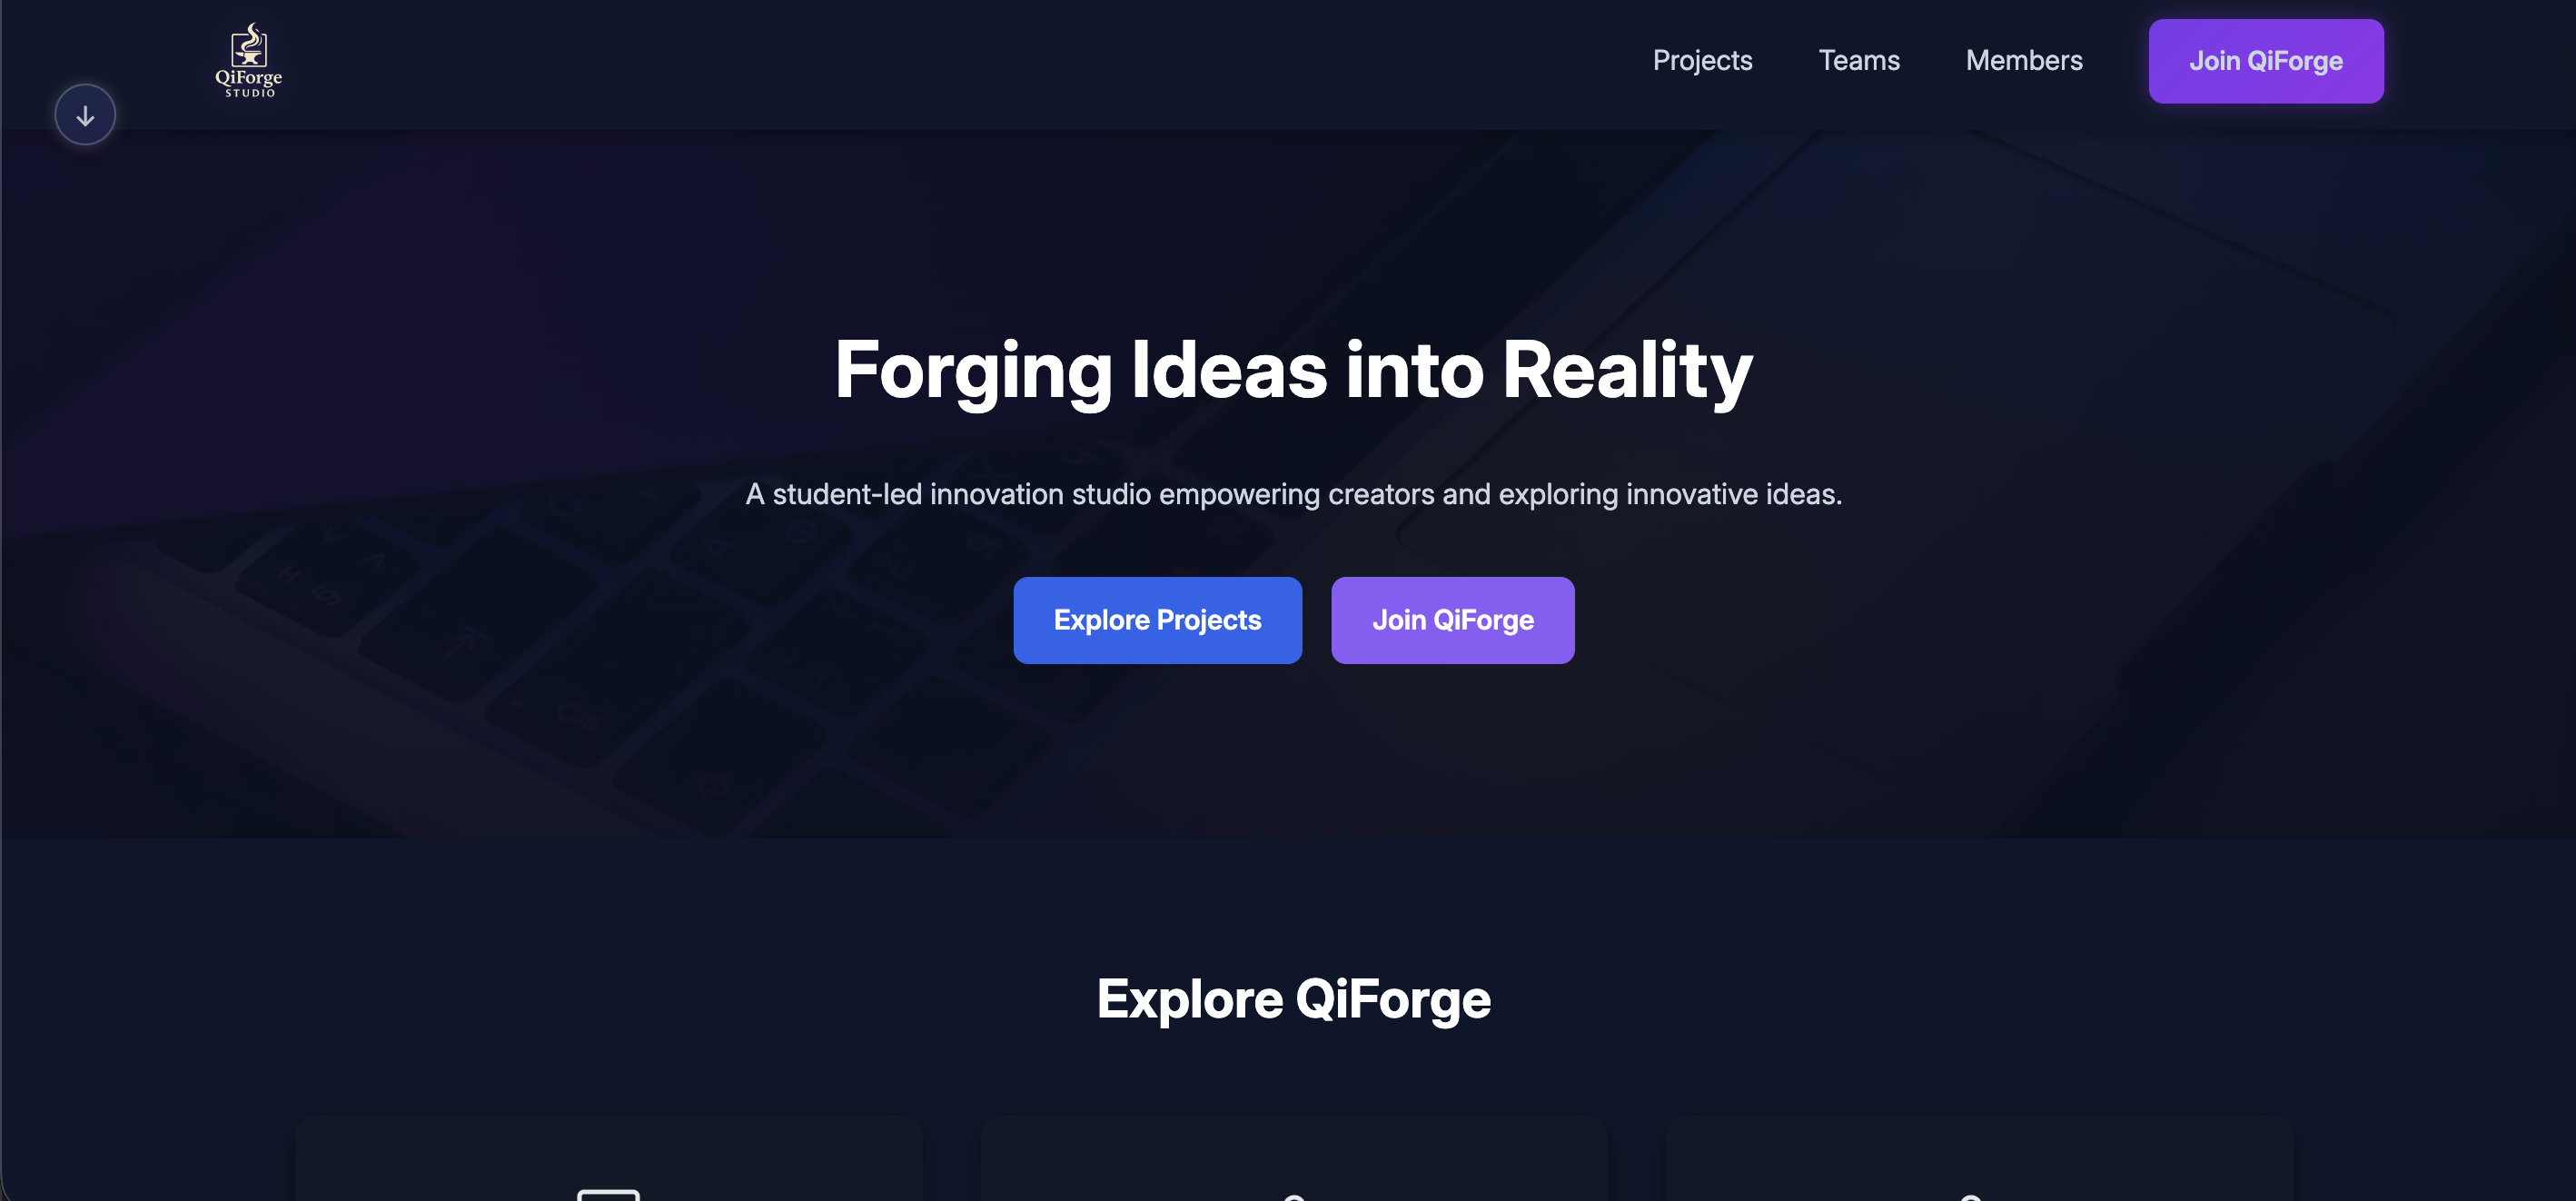 QiForge
STUDIO
Projects
Teams
Members
Join QiForge
Forging Ideas into Reality
A student-led innovation studio empowering creators and exploring innovative ideas.
Explore Projects
Join QiForge
Explore QiForge